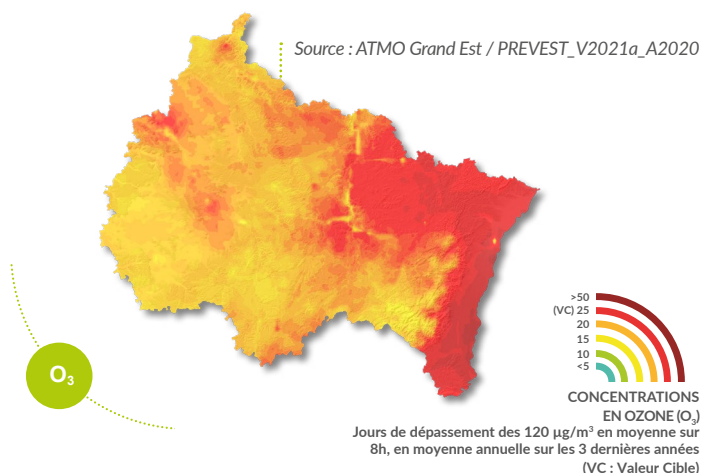 Source : ATMO Grand Est / PREVEST_V2021a_A2020
O₃
>50
(VC) 25
20
15
10
<5
CONCENTRATIONS
EN OZONE (O₃)
Jours de dépassement des 120 µg/m³ en moyenne sur
8h, en moyenne annuelle sur les 3 dernières années
(VC : Valeur Cible)